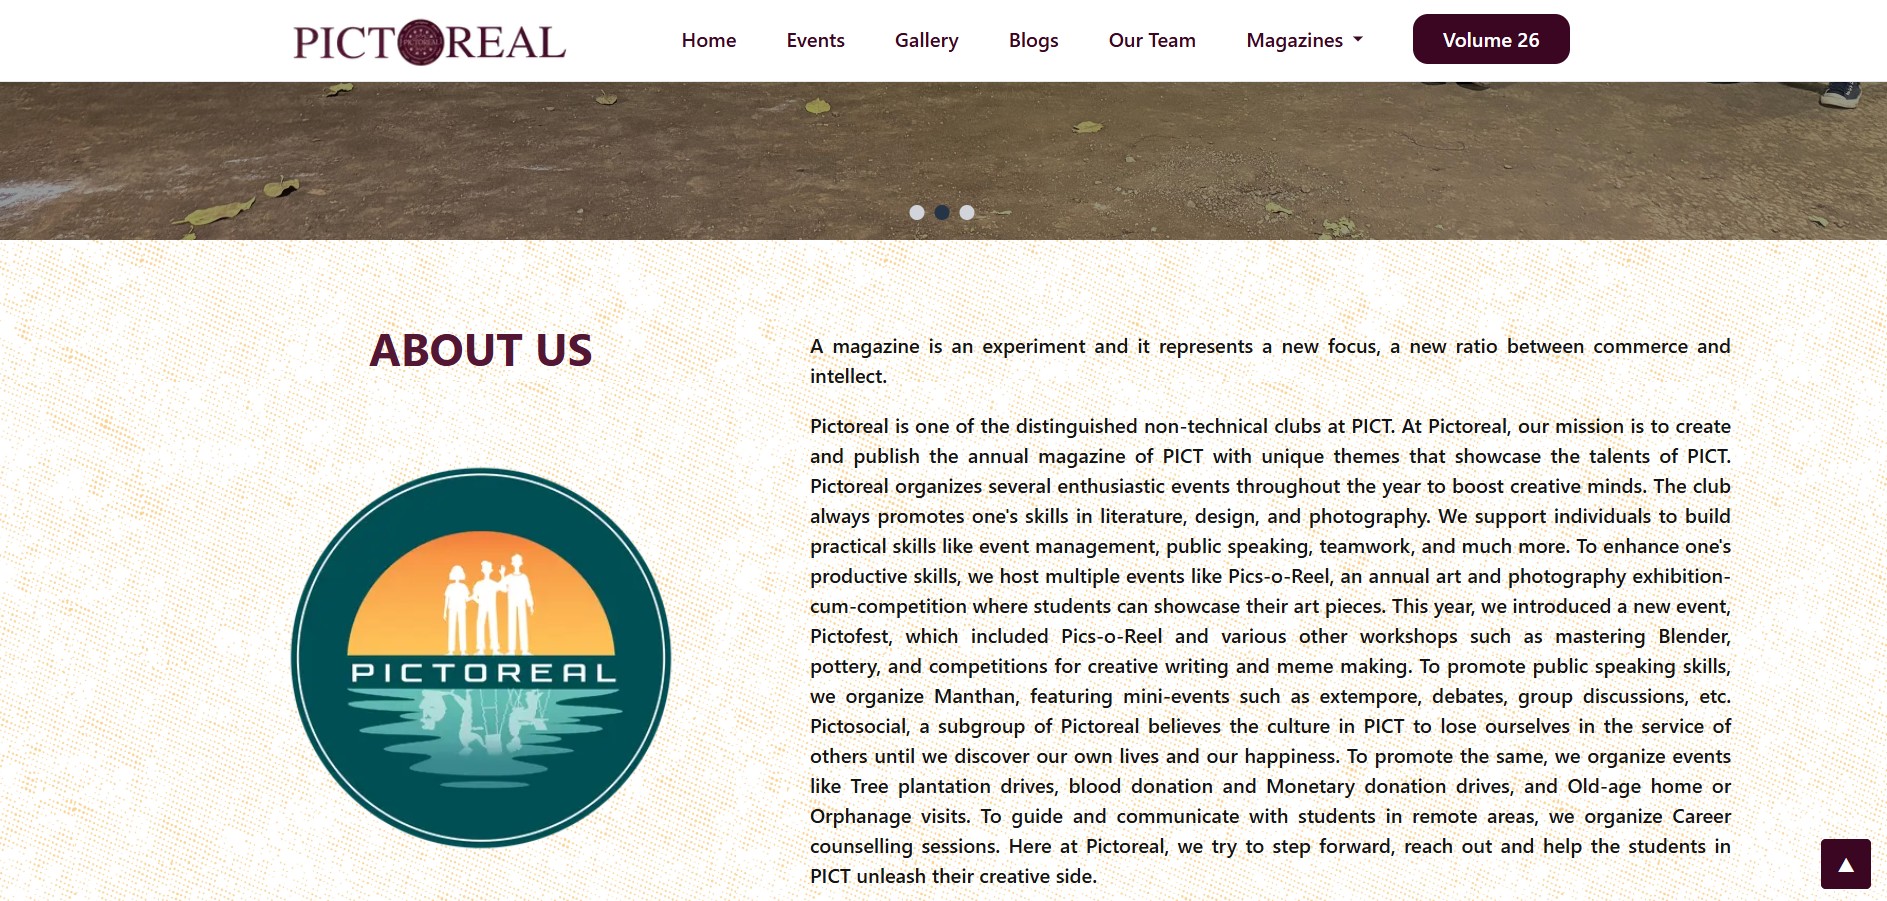 PICTOREAL
Home
Events
Gallery
Blogs
Our Team
Magazines
Volume 26
ABOUT US
PICTOREAL
A magazine is an experiment and it represents a new focus, a new ratio between commerce and
intellect.
Pictoreal is one of the distinguished non-technical clubs at PICT. At Pictoreal, our mission is to create
and publish the annual magazine of PICT with unique themes that showcase the talents of PICT.
Pictoreal organizes several enthusiastic events throughout the year to boost creative minds. The club
always promotes one's skills in literature, design, and photography. We support individuals to build
practical skills like event management, public speaking, teamwork, and much more. To enhance one's
productive skills, we host multiple events like Pics-o-Reel, an annual art and photography exhibition-
cum-competition where students can showcase their art pieces. This year, we introduced a new event,
Pictofest, which included Pics-o-Reel and various other workshops such as mastering Blender,
pottery, and competitions for creative writing and meme making. To promote public speaking skills,
we organize Manthan, featuring mini-events such as extempore, debates, group discussions, etc.
Pictosocial, a subgroup of Pictoreal believes the culture in PICT to lose ourselves in the service of
others until we discover our own lives and our happiness. To promote the same, we organize events
like Tree plantation drives, blood donation and Monetary donation drives, and Old-age home or
Orphanage visits. To guide and communicate with students in remote areas, we organize Career
counselling sessions. Here at Pictoreal, we try to step forward, reach out and help the students in
PICT unleash their creative side.